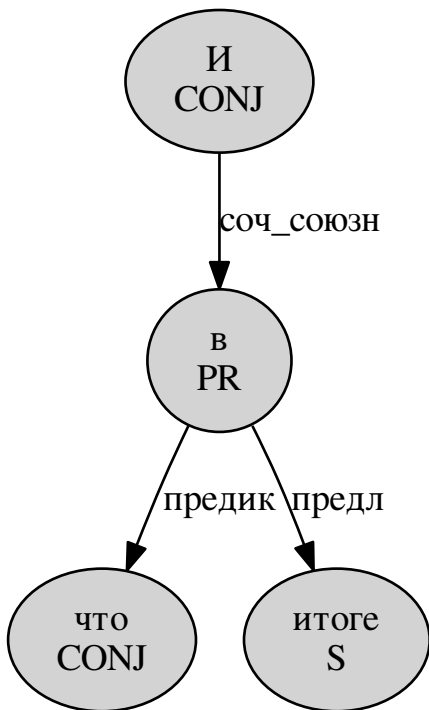 И
CONJ
соч_союзн
в
PR
предик предл
что
CONJ
итоге
S